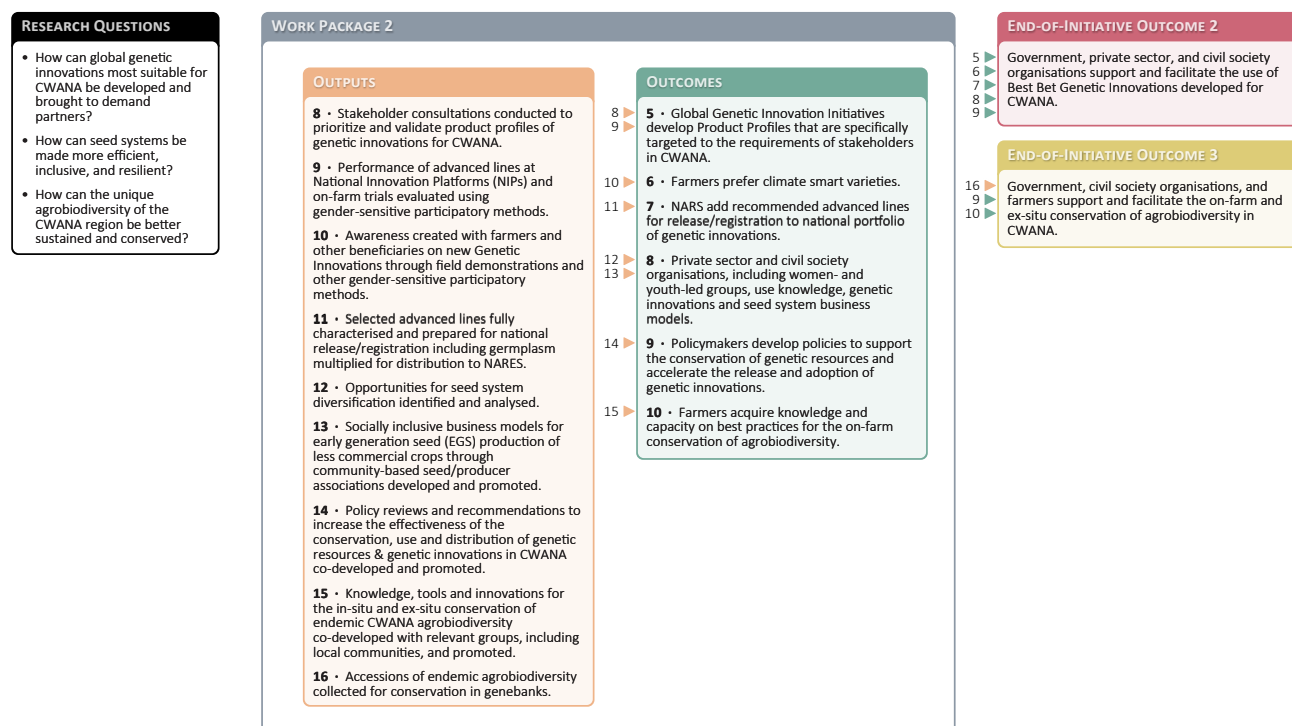 RESEARCH QUESTIONS
• How can global genetic
innovations most suitable for
CWANA be developed and
brought to demand
partners?
• How can seed systems be
made more efficient,
inclusive, and resilient?
• How can the unique
agrobiodiversity of the
CWANA region be better
sustained and conserved?
WORK PACKAGE 2
OUTPUTS
8 • Stakeholder consultations conducted to
prioritize and validate product profiles of
genetic innovations for CWANA.
9 • Performance of advanced lines at
National Innovation Platforms (NIPs) and
on-farm trials evaluated using
gender-sensitive participatory methods.
10 • Awareness created with farmers and
other beneficiaries on new Genetic
Innovations through field demonstrations and
other gender-sensitive participatory
methods.
11 • Selected advanced lines fully
characterised and prepared for national
release/registration including germplasm
multiplied for distribution to NARES.
12 • Opportunities for seed system
diversification identified and analysed.
13 • Socially inclusive business models for
early generation seed (EGS) production of
less commercial crops through
community-based seed/producer
associations developed and promoted.
14 • Policy reviews and recommendations to
increase the effectiveness of the
conservation, use and distribution of genetic
resources & genetic innovations in CWANA
co-developed and promoted.
15 • Knowledge, tools and innovations for
the in-situ and ex-situ conservation of
endemic CWANA agrobiodiversity
co-developed with relevant groups, including
local communities, and promoted.
16 • Accessions of endemic agrobiodiversity
collected for conservation in genebanks.
OUTCOMES
8
9
5 • Global Genetic Innovation Initiatives
develop Product Profiles that are specifically
targeted to the requirements of stakeholders
in CWANA.
10
6 • Farmers prefer climate smart varieties.
11
7 • NARS add recommended advanced lines
for release/registration to national portfolio
of genetic innovations.
12
13
8 • Private sector and civil society
organisations, including women- and
youth-led groups, use knowledge, genetic
innovations and seed system business
models.
14
9 • Policymakers develop policies to support
the conservation of genetic resources and
accelerate the release and adoption of
genetic innovations.
15
10 • Farmers acquire knowledge and
capacity on best practices for the on-farm
conservation of agrobiodiversity.
END-OF-INITIATIVE OUTCOME 2
5
6
7
8
9
Government, private sector, and civil society
organisations support and facilitate the use of
Best Bet Genetic Innovations developed for
CWANA.
END-OF-INITIATIVE OUTCOME 3
16
9
10
Government, civil society organisations, and
farmers support and facilitate the on-farm and
ex-situ conservation of agrobiodiversity in
CWANA.